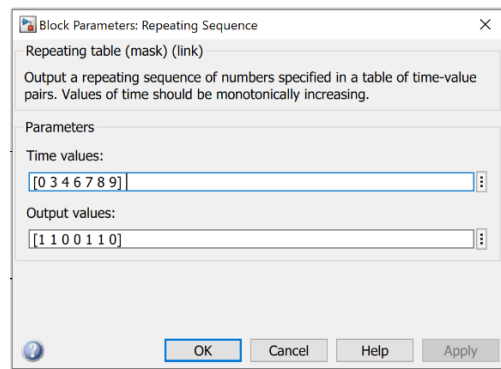 Block Parameters: Repeating Sequence
Repeating table (mask) (link)
Output a repeating sequence of numbers specified in a table of time-value
pairs. Values of time should be monotonically increasing.
Parameters
Time values:
[0 3 4 6 7 8 9]
Output values:
[1 1 0 0 1 1 0]
OK Cancel Help Apply